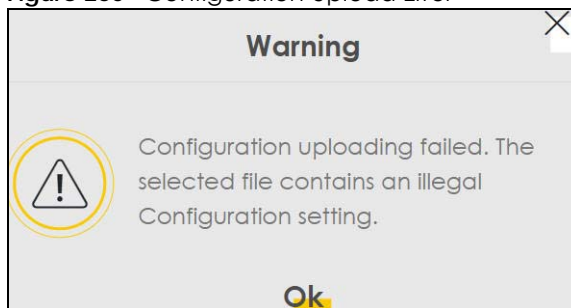 Warning
Configuration uploading failed. The
selected file contains an illegal
Configuration setting.
Ok